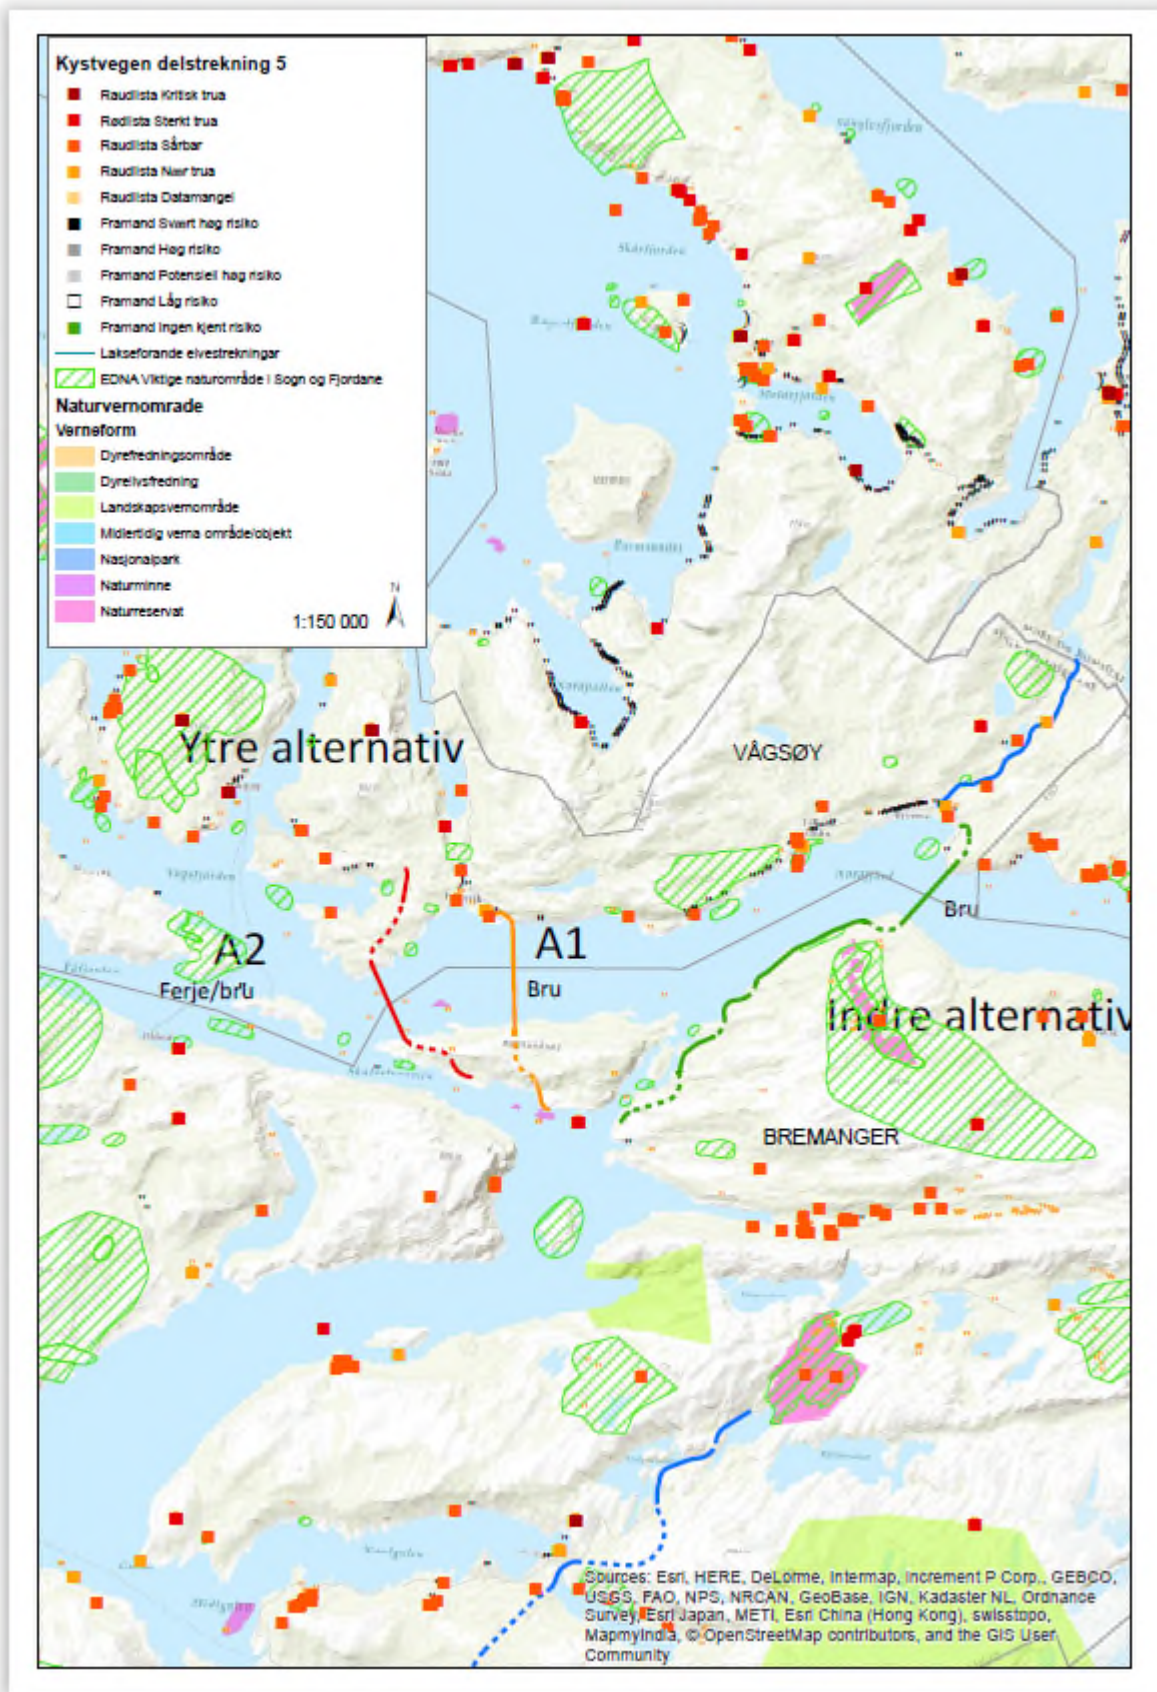 Kystvegen delstrekning 5
Raudlista Kritisk trua
Rødlista Sterkt trua
Raudlista Sårbar
Raudlista Nær trua
Raudlista Datamangel
Framand Svært høg risiko
Framand Høg risiko
Framand Potensiell høg risiko
Framand Låg risiko
Framand Ingen kjent risiko
Lakseførande elvestrekningar
EDNA Viktige naturområde i Sogn og Fjordane
Naturvernområde
Verneform
Dyrefredningsområde
Dyrelivsfredning
Landskapsvernområde
Midlertidig verna område/objekt
Nasjonalpark
Naturminne
Naturreservat
N
1:150 000
Skårfjorden
Ytre alternativ
VÅGSØY
Vågsfjorden
Nordfjord
Bru
A2
A1
Ferje/bru
Bru
Indre alternativ
BREMANGER
Sources: Esri, HERE, DeLorme, Intermap, increment P Corp., GEBCO,
USGS, FAO, NPS, NRCAN, GeoBase, IGN, Kadaster NL, Ordnance
Survey, Esri Japan, METI, Esri China (Hong Kong), swisstopo,
MapmyIndia, © OpenStreetMap contributors, and the GIS User
Community